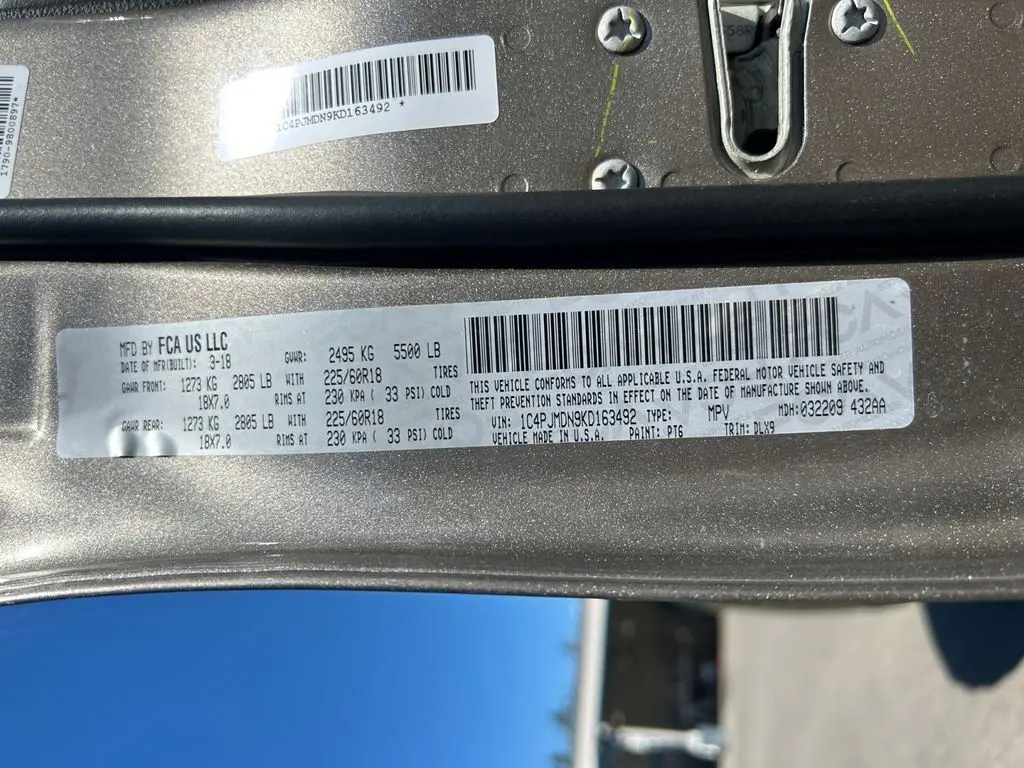 58R
1790-9800897*
1C4PJMDN9KD163492 *
MFD BY FCA US LLC
DATE OF MFR(BUILT): 3-18 GVWR: 2495 KG 5500 LB
GAWR FRONT: 1273 KG 2805 LB WITH 225/60R18 TIRES
18X7.0 RIMS AT 230 KPA ( 33 PSI) COLD
GAWR REAR: 1273 KG 2805 LB WITH 225/60R18 TIRES
18X7.0 RIMS AT 230 KPA ( 33 PSI) COLD
THIS VEHICLE CONFORMS TO ALL APPLICABLE U.S.A. FEDERAL MOTOR VEHICLE SAFETY AND
THEFT PREVENTION STANDARDS IN EFFECT ON THE DATE OF MANUFACTURE SHOWN ABOVE.
VIN: 1C4PJMDN9KD163492 TYPE: MPV MDH: 032209 432AA
VEHICLE MADE IN U.S.A. PAINT: PTG TRIM: DLX9